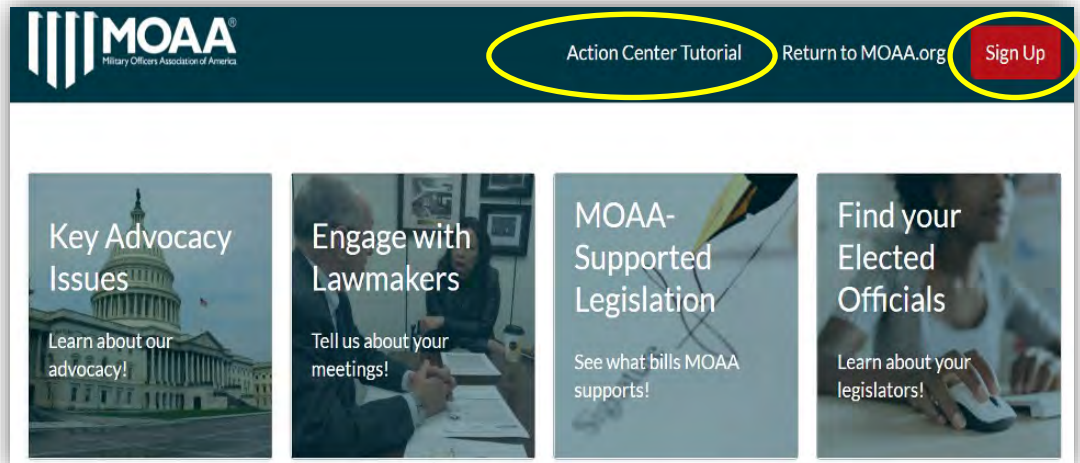 MOAA®
Military Officers Association of America
Action Center Tutorial
Return to MOAA.org
Sign Up
Key Advocacy
Issues
Learn about our
advocacy!
Engage with
Lawmakers
Tell us about your
meetings!
MOAA-
Supported
Legislation
See what bills MOAA
supports!
Find your
Elected
Officials
Learn about your
legislators!